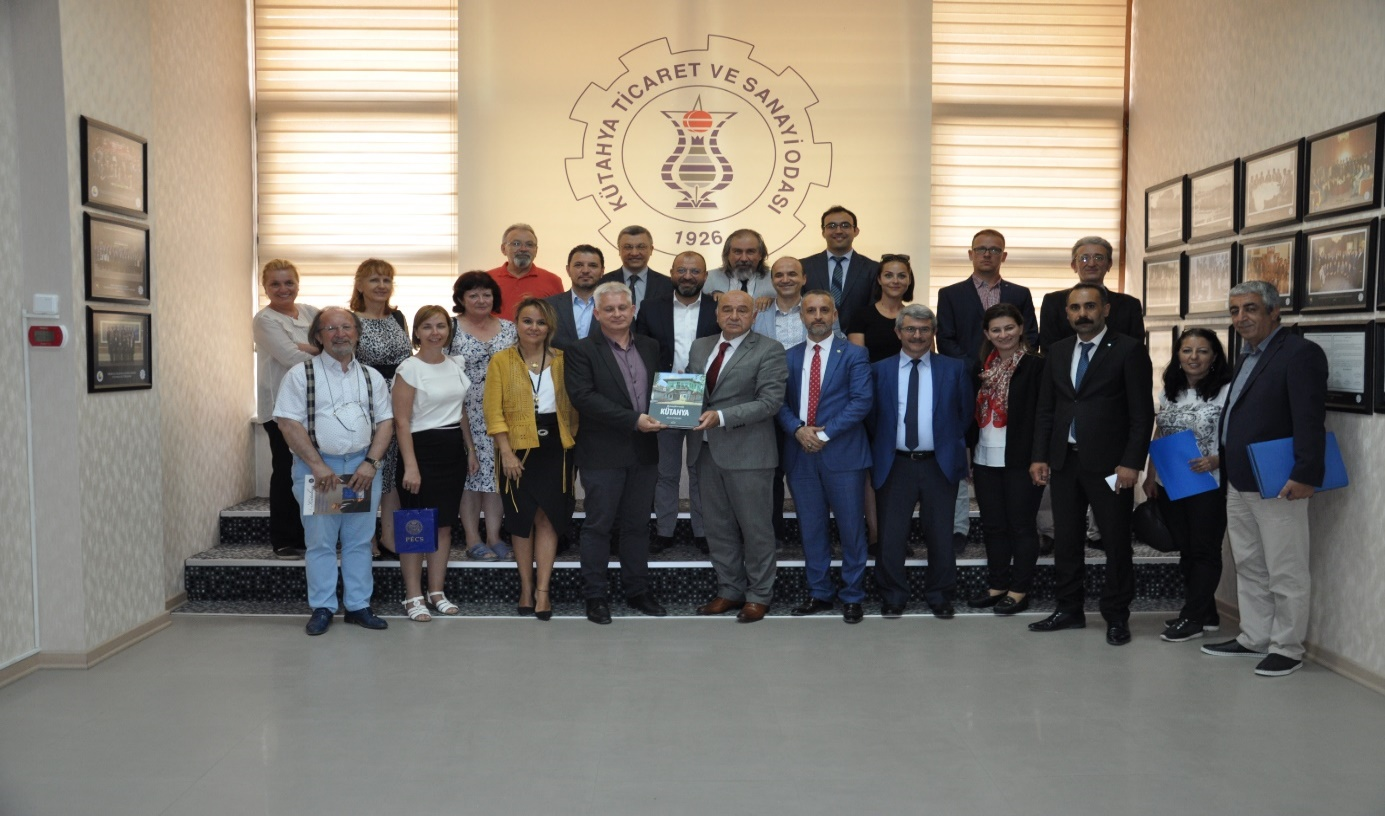 KÜTAHYA TİCARET VE SANAYİ ODASI
1926
KÜTAHYA
PECS